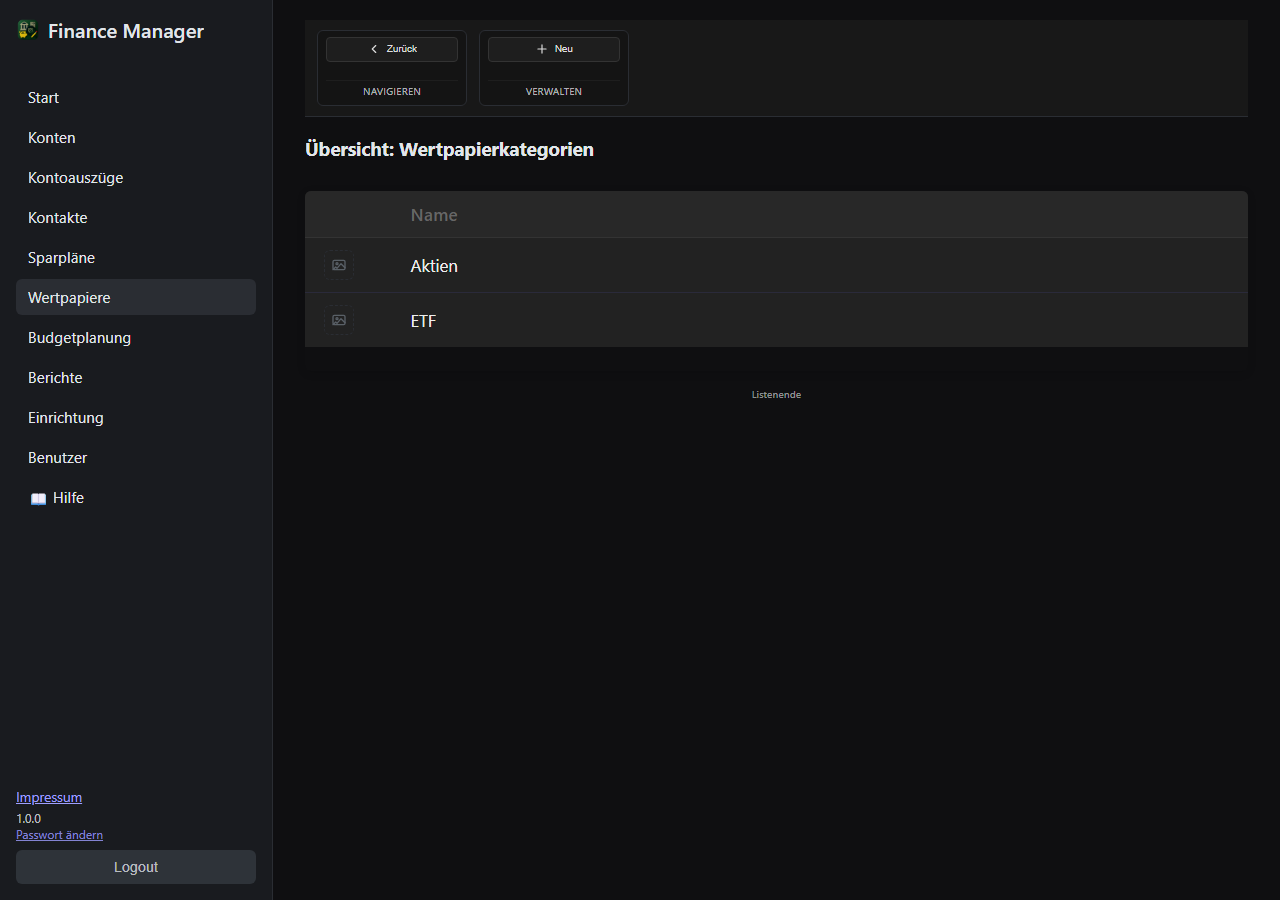 Finance Manager
Start
Konten
Kontoauszüge
Kontakte
Sparpläne
Wertpapiere
Budgetplanung
Berichte
Einrichtung
Benutzer
Hilfe
Impressum
1.0.0
Passwort ändern
Logout
Zurück
NAVIGIEREN
Neu
VERWALTEN
Übersicht: Wertpapierkategorien
Name
Aktien
ETF
Listenende